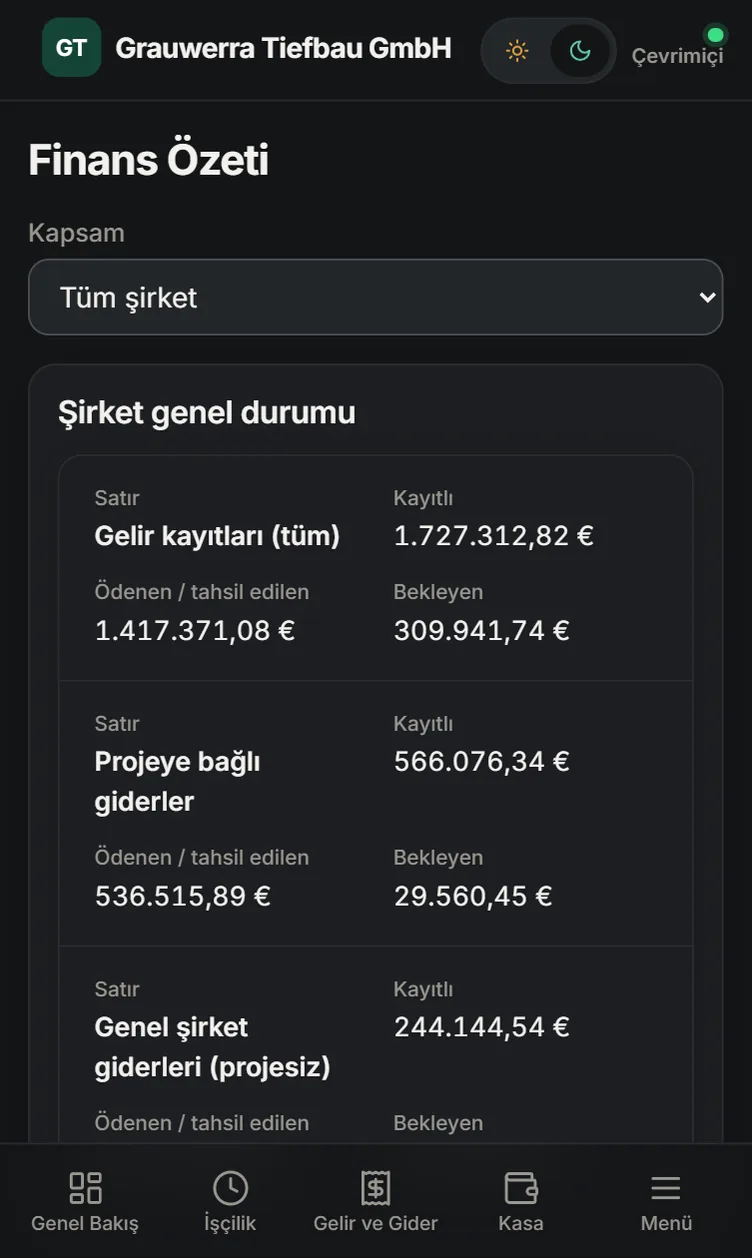 GT
Grauwerra Tiefbau GmbH
Çevrimiçi
Finans Özeti
Kapsam
Tüm şirket
Şirket genel durumu
Satır Kayıtlı
Gelir kayıtları (tüm) 1.727.312,82 €
Ödenen / tahsil edilen Bekleyen
1.417.371,08 € 309.941,74 €
Satır Kayıtlı
Projeye bağlı 566.076,34 €
giderler
Ödenen / tahsil edilen Bekleyen
536.515,89 € 29.560,45 €
Satır Kayıtlı
Genel şirket 244.144,54 €
giderleri (projesiz)
Ödenen / tahsil edilen Bekleyen
Genel Bakış İşçilik Gelir ve Gider Kasa Menü